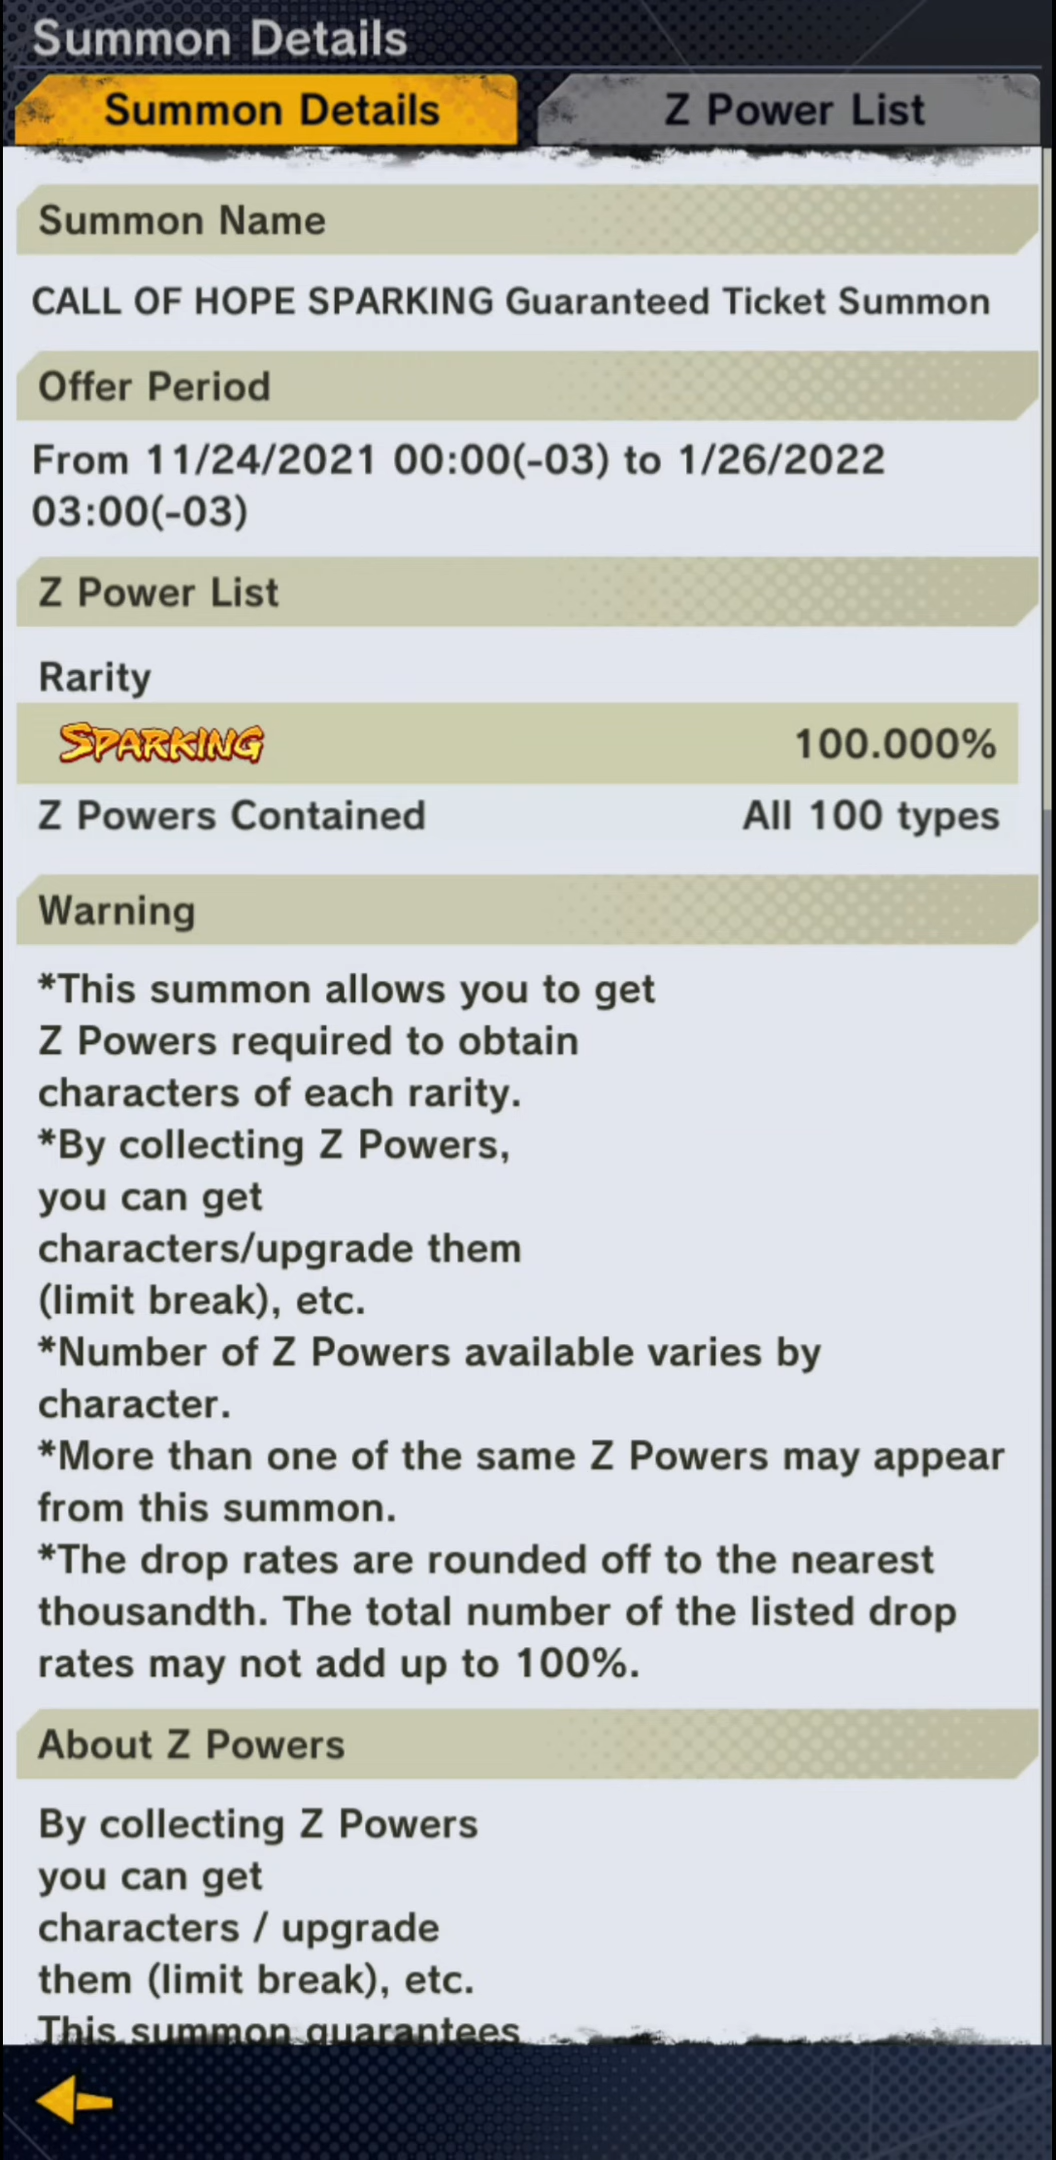 Summon Details
Summon Details
Z Power List
Summon Name
CALL OF HOPE SPARKING Guaranteed Ticket Summon
Offer Period
From 11/24/2021 00:00(-03) to 1/26/2022
03:00(-03)
Z Power List
Rarity
SPARKING 100.000%
Z Powers Contained All 100 types
Warning
*This summon allows you to get
Z Powers required to obtain
characters of each rarity.
*By collecting Z Powers,
you can get
characters/upgrade them
(limit break), etc.
*Number of Z Powers available varies by
character.
*More than one of the same Z Powers may appear
from this summon.
*The drop rates are rounded off to the nearest
thousandth. The total number of the listed drop
rates may not add up to 100%.
About Z Powers
By collecting Z Powers
you can get
characters / upgrade
them (limit break), etc.
This summon guarantees